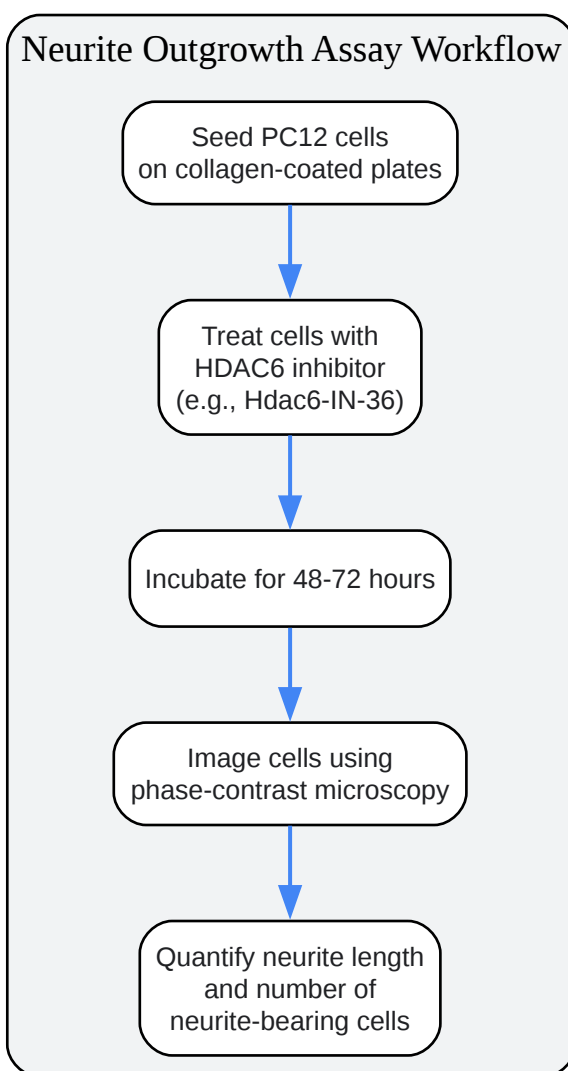 Neurite Outgrowth Assay Workflow
Seed PC12 cells
on collagen-coated plates
Treat cells with
HDAC6 inhibitor
(e.g., Hdac6-IN-36)
Incubate for 48-72 hours
Image cells using
phase-contrast microscopy
Quantify neurite length
and number of
neurite-bearing cells